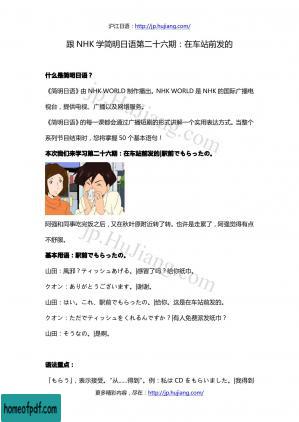 沪江日语：http://jp.hujiang.com/
跟 NHK 学简明日语第二十六期：在车站前发的
什么是简明日语？
《简明日语》由 NHK WORLD 制作播出。NHK WORLD 是 NHK 的国际广播电
视台，提供电视、广播以及网络服务。
《简明日语》的每一课都会通过广播短剧的形式讲解一个实用表达方式。当整个
系列节目结束时，您将掌握 50 个基本语句！
本次我们来学习第二十六期：在车站前发的|駅前でもらったの。
阿强和同事吃完饭之后，又在秋叶原附近转了转。也许是走累了，阿强觉得有点
不舒服。
基本用语：駅前でもらったの。
山田：風邪？ティッシュあげる。|感冒了吗？给你纸巾。
クオン：ありがとうございます。|谢谢。
山田：はい。これ、駅前でもらったの。|给你。这是在车站前发的。
クオン：ただでティッシュをくれるんですか？|有人免费派发纸巾？
山田：そうなの。|是啊。
语法重点：
「もらう」，表示接受。“从……得到”。例：私は CD をもらいました。|我得到
更多精彩内容，尽在：http://jp.hujiang.com/
jp.HuJiang.com
jp.HuJiang.com
homeofpdf.com
homeofpdf.com